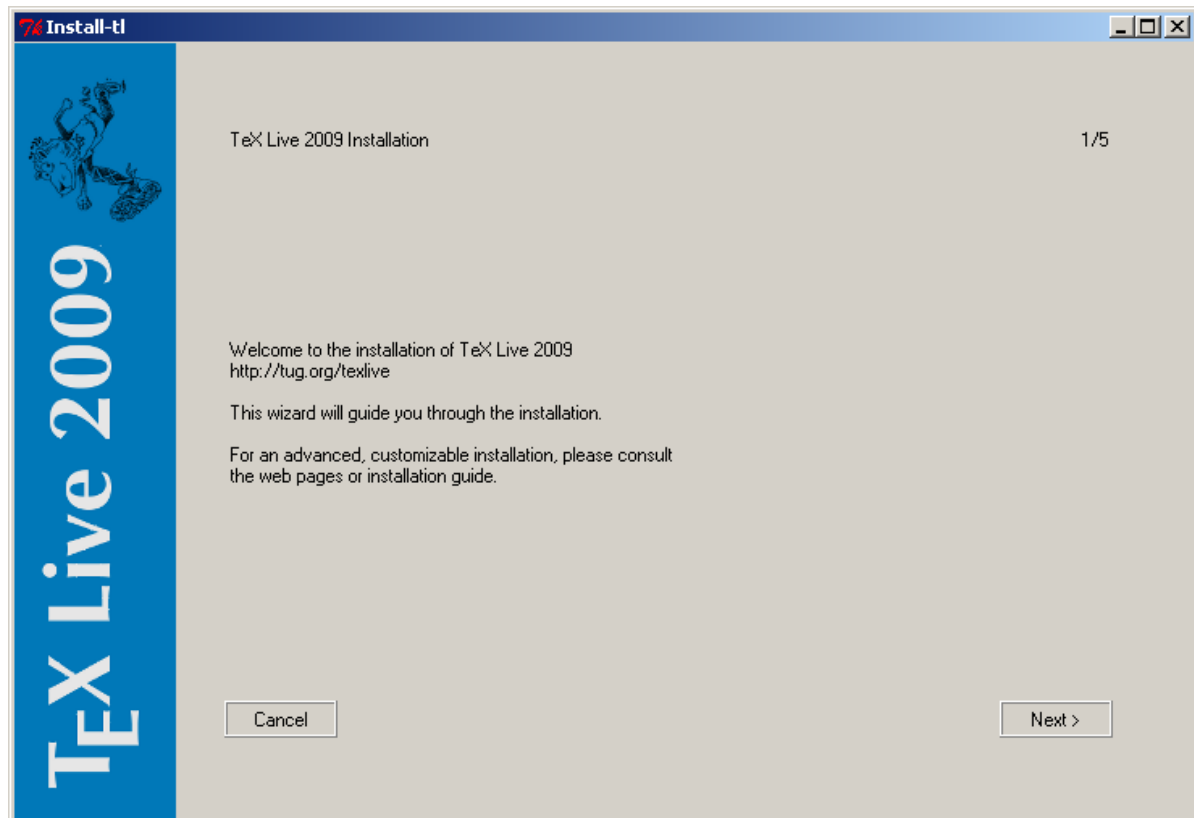 Install-tl
TeX Live 2009
TeX Live 2009 Installation 1/5
Welcome to the installation of TeX Live 2009
http://tug.org/texlive
This wizard will guide you through the installation.
For an advanced, customizable installation, please consult
the web pages or installation guide.
Cancel Next >